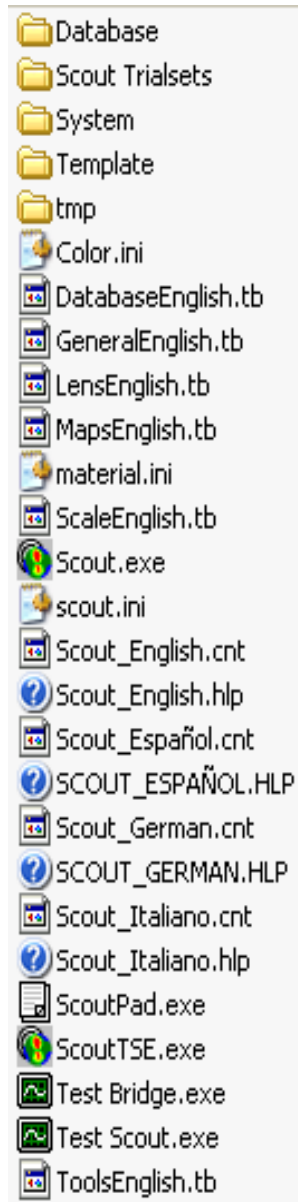 Database
Scout Trialsets
System
Template
tmp
Color.ini
DatabaseEnglish.tb
GeneralEnglish.tb
LensEnglish.tb
MapsEnglish.tb
material.ini
ScaleEnglish.tb
Scout.exe
scout.ini
Scout_English.cnt
Scout_English.hlp
Scout_Español.cnt
SCOUT_ESPAÑOL.HLP
Scout_German.cnt
SCOUT_GERMAN.HLP
Scout_Italiano.cnt
Scout_Italiano.hlp
ScoutPad.exe
ScoutTSE.exe
Test Bridge.exe
Test Scout.exe
ToolsEnglish.tb